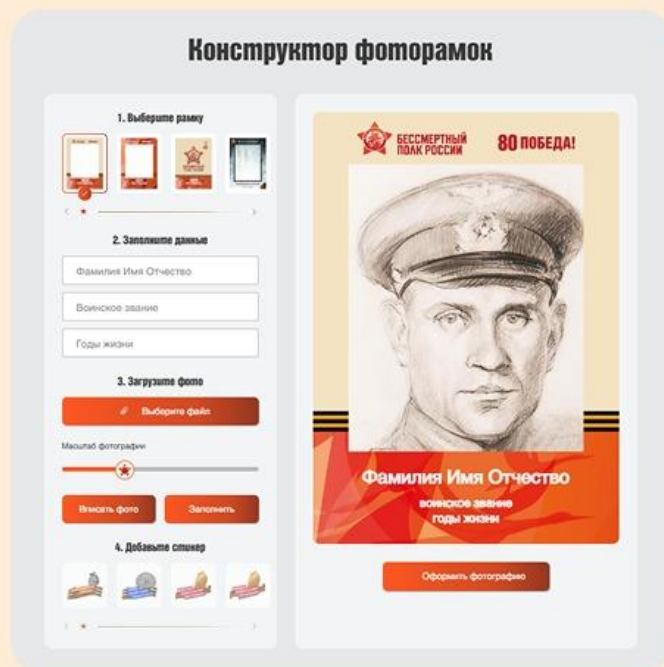 Конструктор фоторамок
1. Выберите рамку
2. Заполните данные
Фамилия Имя Отчество
Воинское звание
Годы жизни
3. Загрузите фото
Выберите файл
Масштаб фотографии
Вписать фото
Заполнить
4. Добавьте стикер
БЕССМЕРТНЫЙ
ПОЛК РОССИИ
80 ПОБЕДА!
Фамилия Имя Отчество
воинское звание
годы жизни
Оформить фотографию